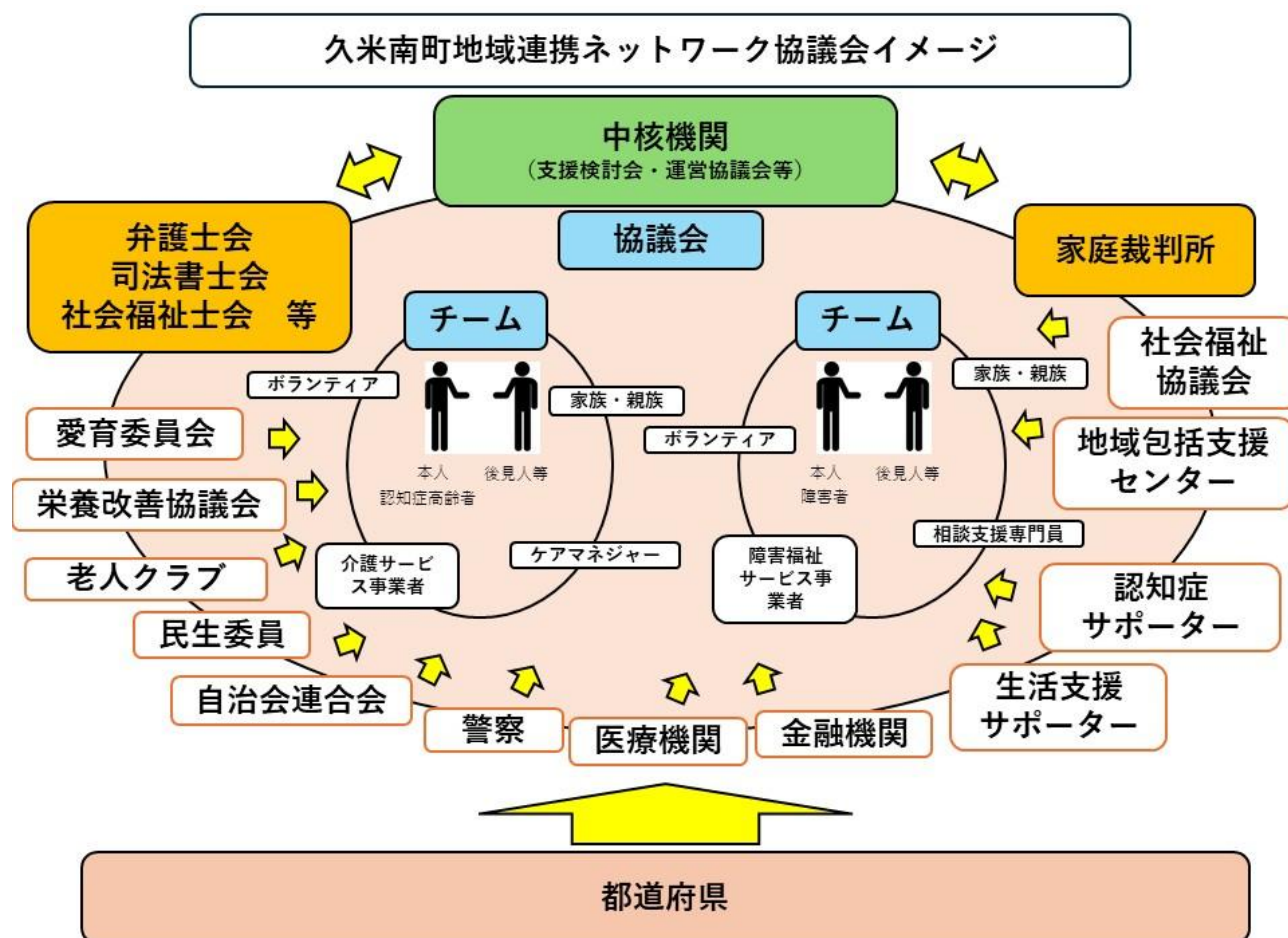 久米南町地域連携ネットワーク協議会イメージ
中核機関
（支援検討会・運営協議会等）
協議会
弁護士会
司法書士会
社会福祉士会　等
家庭裁判所
チーム
ボランティア
家族・親族
本人
認知症高齢者
後見人等
介護サービ
ス事業者
ケアマネジャー
チーム
家族・親族
ボランティア
本人
障害者
後見人等
相談支援専門員
障害福祉
サービス事
業者
愛育委員会
栄養改善協議会
老人クラブ
民生委員
自治会連合会
警察
医療機関
金融機関
社会福祉
協議会
地域包括支援
センター
認知症
サポーター
生活支援
サポーター
都道府県